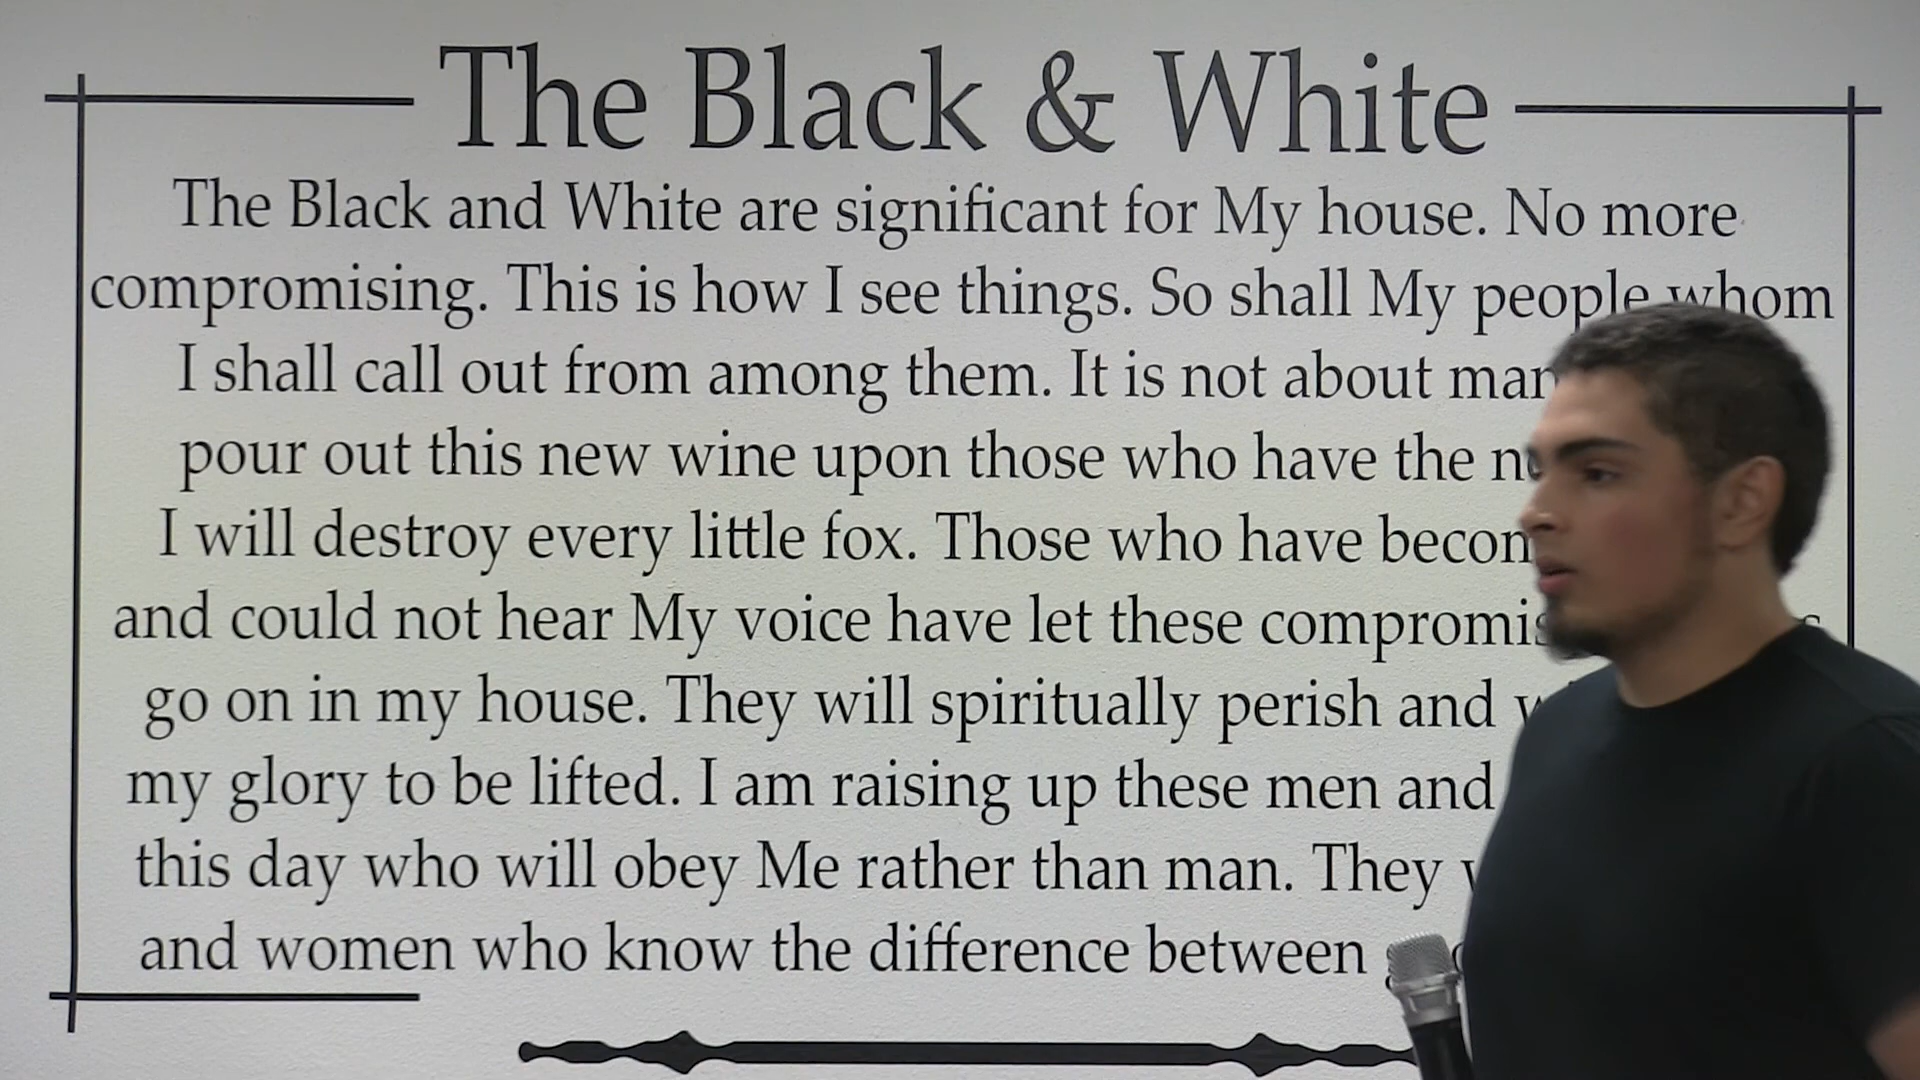 The Black & White
The Black and White are significant for My house. No more
compromising. This is how I see things. So shall My people whom
I shall call out from among them. It is not about
pour out this new wine upon those who have the
I will destroy every little fox. Those who have
and could not hear My voice have let these
go on in my house. They will spiritually perish and
my glory to be lifted. I am raising up these men and
this day who will obey Me rather than man. They
and women who know the difference between